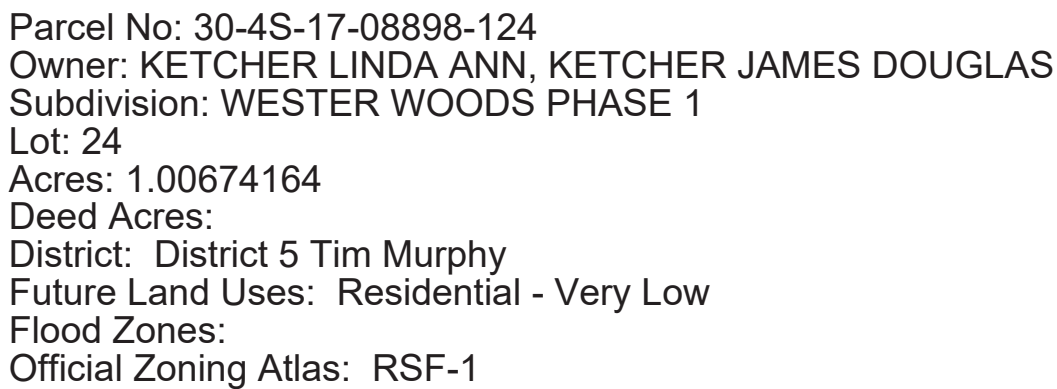 Parcel No: 30-4S-17-08898-124
Owner: KETCHER LINDA ANN, KETCHER JAMES DOUGLAS
Subdivision: WESTER WOODS PHASE 1
Lot: 24
Acres: 1.00674164
Deed Acres:
District:  District 5 Tim Murphy
Future Land Uses:  Residential - Very Low
Flood Zones:
Official Zoning Atlas:  RSF-1